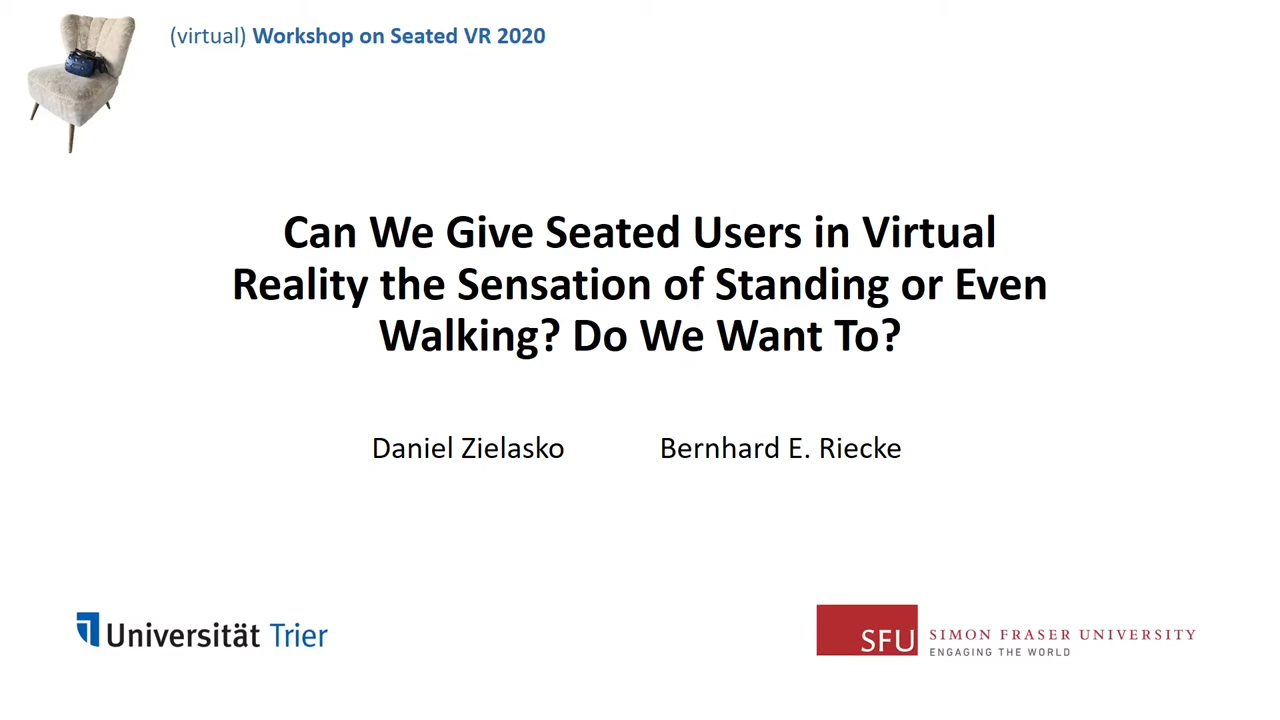 (virtual) Workshop on Seated VR 2020
Can We Give Seated Users in Virtual
Reality the Sensation of Standing or Even
Walking? Do We Want To?
Daniel Zielasko Bernhard E. Riecke
Universität Trier
SFU SIMON FRASER UNIVERSITY
ENGAGING THE WORLD